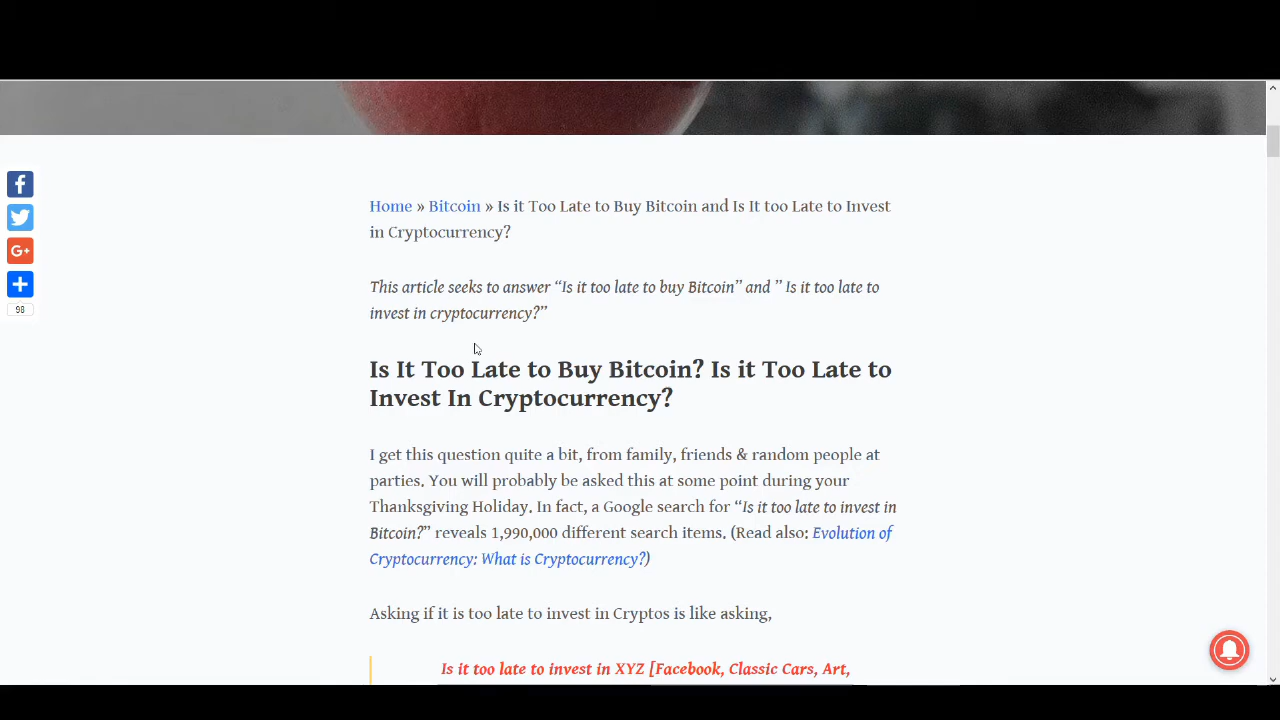 Home » Bitcoin » Is it Too Late to Buy Bitcoin and Is It too Late to Invest
in Cryptocurrency?
This article seeks to answer “Is it too late to buy Bitcoin” and ” Is it too late to
invest in cryptocurrency?”
Is It Too Late to Buy Bitcoin? Is it Too Late to
Invest In Cryptocurrency?
I get this question quite a bit, from family, friends & random people at
parties. You will probably be asked this at some point during your
Thanksgiving Holiday. In fact, a Google search for “Is it too late to invest in
Bitcoin?” reveals 1,990,000 different search items. (Read also: Evolution of
Cryptocurrency: What is Cryptocurrency?)
Asking if it is too late to invest in Cryptos is like asking,
Is it too late to invest in XYZ [Facebook, Classic Cars, Art,
98